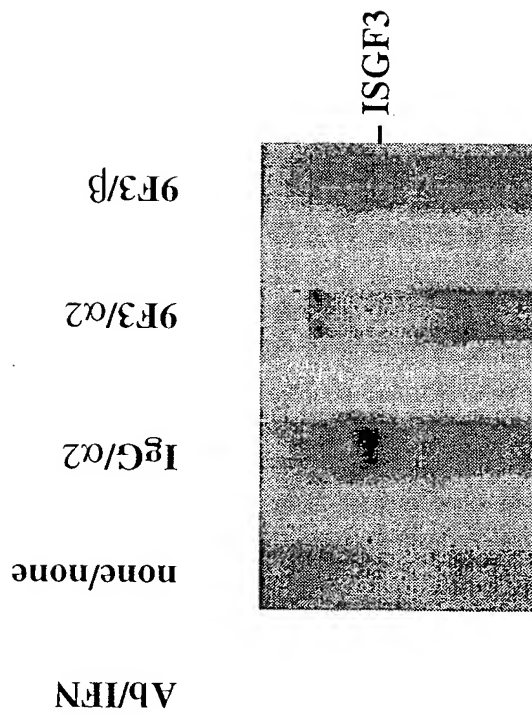 Ab/IFN
none/none
IgG/α2
9F3/α2
9F3/β
ISGF3